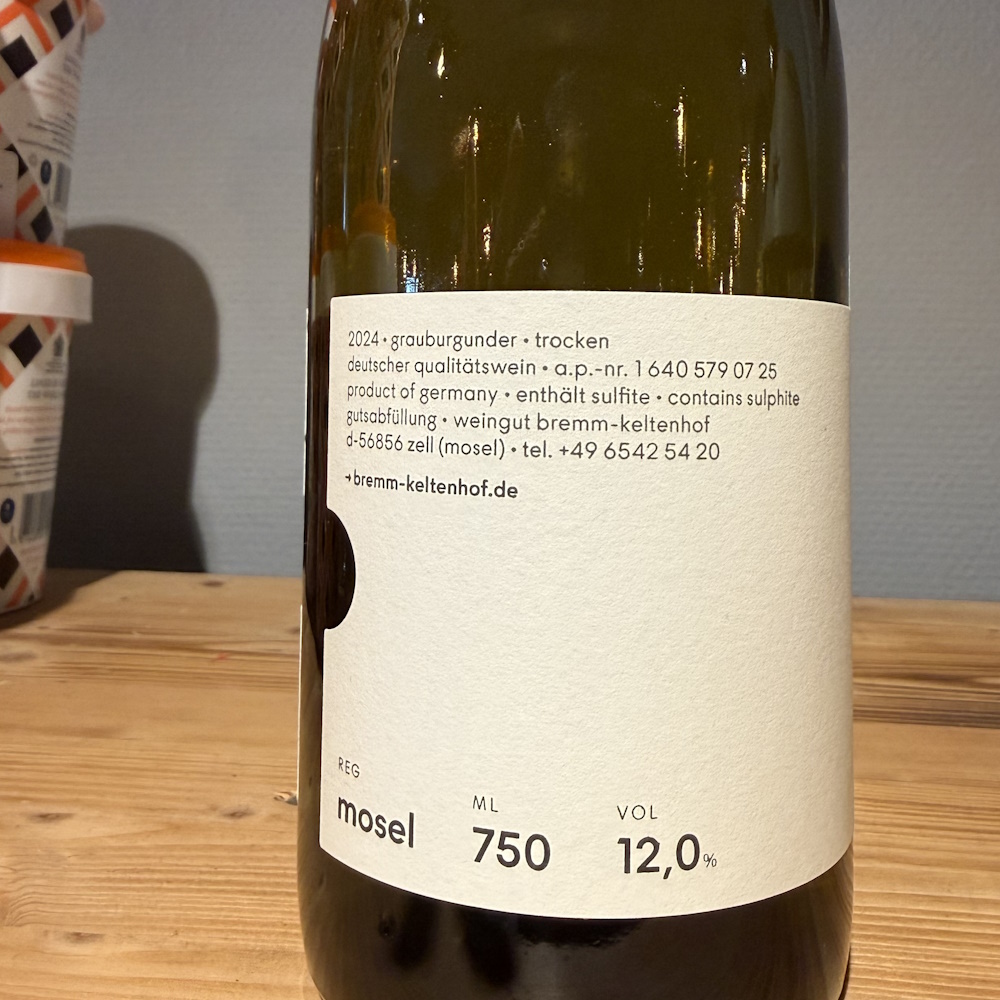 2024 • grauburgunder • trocken
deutscher qualitätswein • a.p.-nr. 1 640 579 07 25
product of germany • enthält sulfite • contains sulphite
gutsabfüllung • weingut bremm-keltenhof
d-56856 zell (mosel) • tel. +49 6542 54 20
→bremm-keltenhof.de
REG
mosel
ML
750
VOL
12,0%